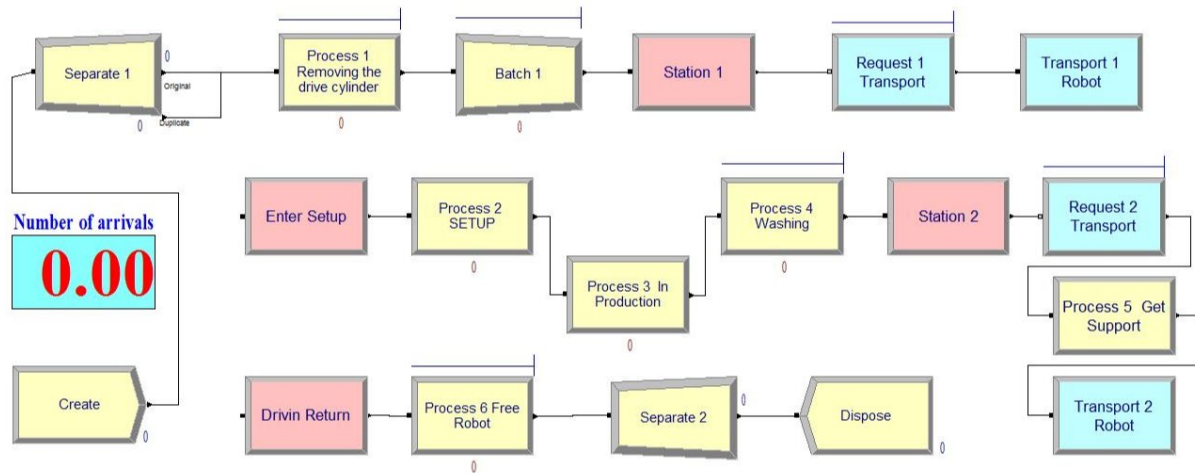 Separate 1
0
Original
0
Duplicate
Process 1
Removing the
drive cylinder
0
Batch 1
0
Station 1
Request 1
Transport
Transport 1
Robot
Number of arrivals
0.00
Enter Setup
Process 2
SETUP
0
Process 3 In
Production
0
Process 4
Washing
0
Station 2
Request 2
Transport
Process 5 Get
Support
Transport 2
Robot
Create
0
Drivin Return
Process 6 Free
Robot
0
Separate 2
0
0
Dispose
0